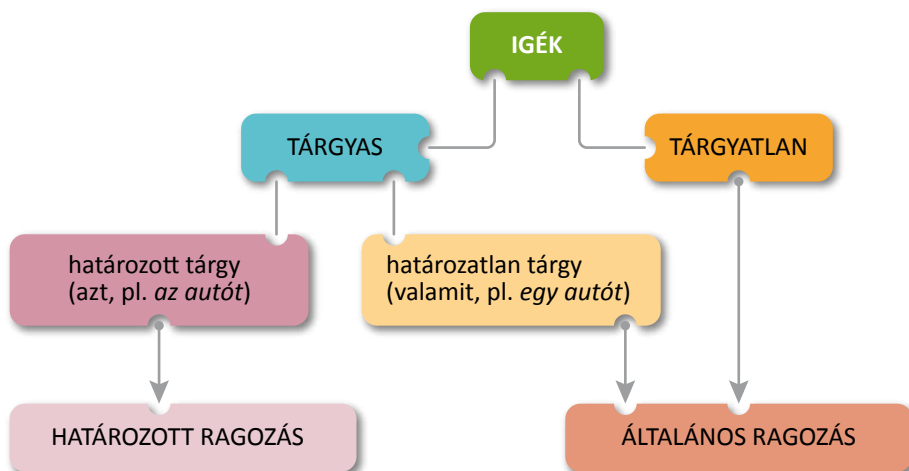 IGÉK
TÁRGYAS
TÁRGYATLAN
határozott tárgy
(azt, pl. az autót)
határozatlan tárgy
(valamit, pl. egy autót)
HATÁROZOTT RAGOZÁS
ÁLTALÁNOS RAGOZÁS